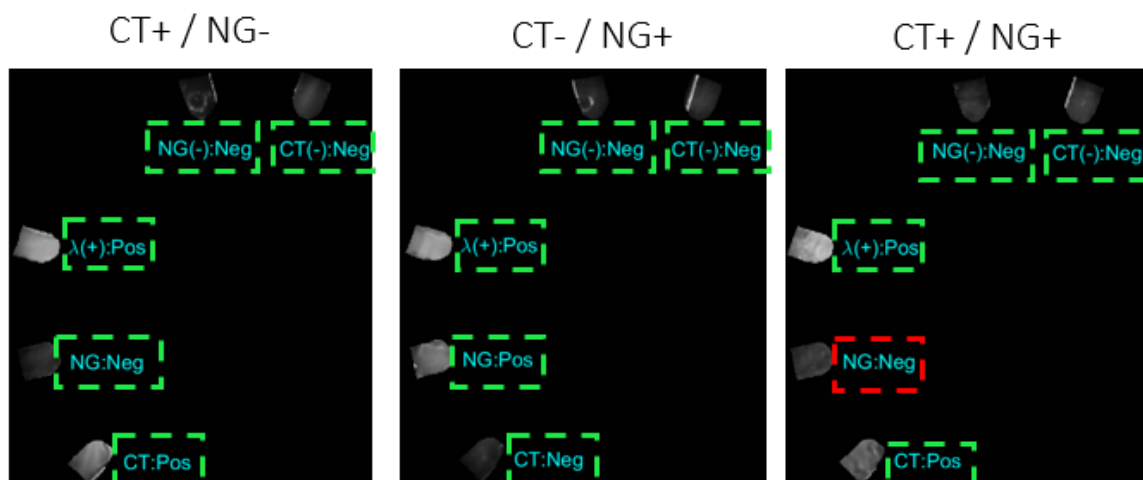 CT+ / NG-
NG(-):Neg
CT(-):Neg
λ(+):Pos
NG:Neg
CT:Pos
CT- / NG+
NG(-):Neg
CT(-):Neg
λ(+):Pos
NG:Pos
CT:Neg
CT+ / NG+
NG(-):Neg
CT(-):Neg
λ(+):Pos
NG:Neg
CT:Pos